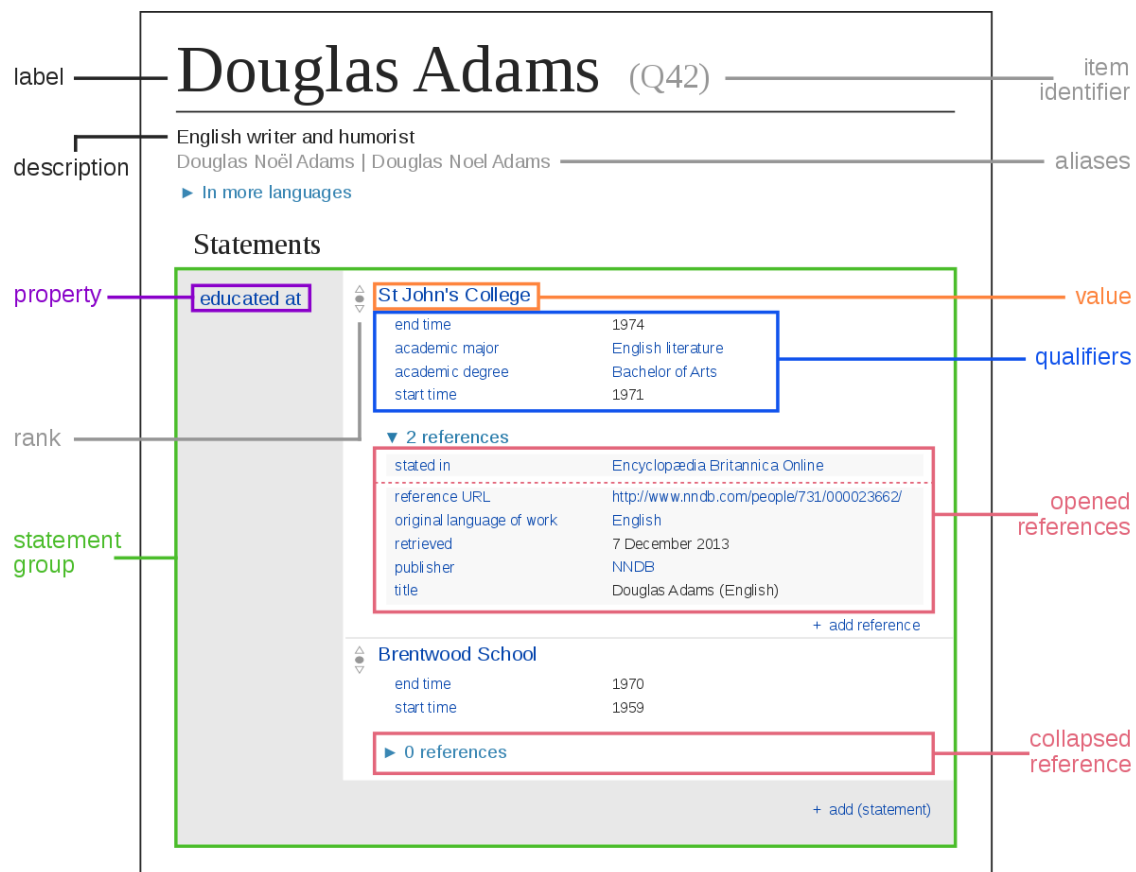 label
Douglas Adams (Q42)
item
identifier
description
English writer and humorist
Douglas Noël Adams | Douglas Noel Adams
aliases
► In more languages
Statements
property
educated at
St John's College
value
end time 1974
academic major English literature
academic degree Bachelor of Arts
start time 1971
qualifiers
rank
▼ 2 references
stated in Encyclopædia Britannica Online
reference URL http://www.nndb.com/people/731/000023662/
original language of work English
retrieved 7 December 2013
publisher NNDB
title Douglas Adams (English)
opened
references
statement
group
+ add reference
Brentwood School
end time 1970
start time 1959
► 0 references
collapsed
reference
+ add (statement)